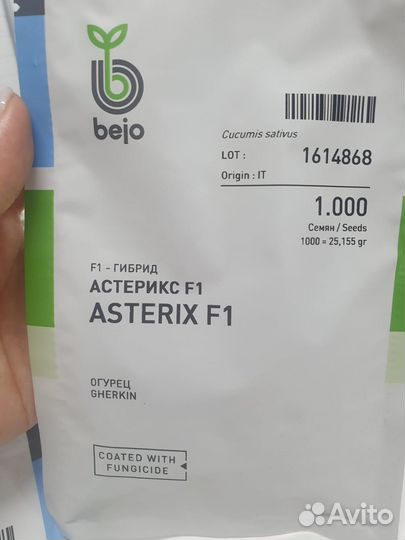 bejo
Cucumis sativus
LOT : 1614868
Origin : IT
1.000
Семян / Seeds
1000 = 25,155 gr
F1 - ГИБРИД
АСТЕРИКС F1
ASTERIX F1
ОГУРЕЦ
GHERKIN
COATED WITH
FUNGICIDE
Avito